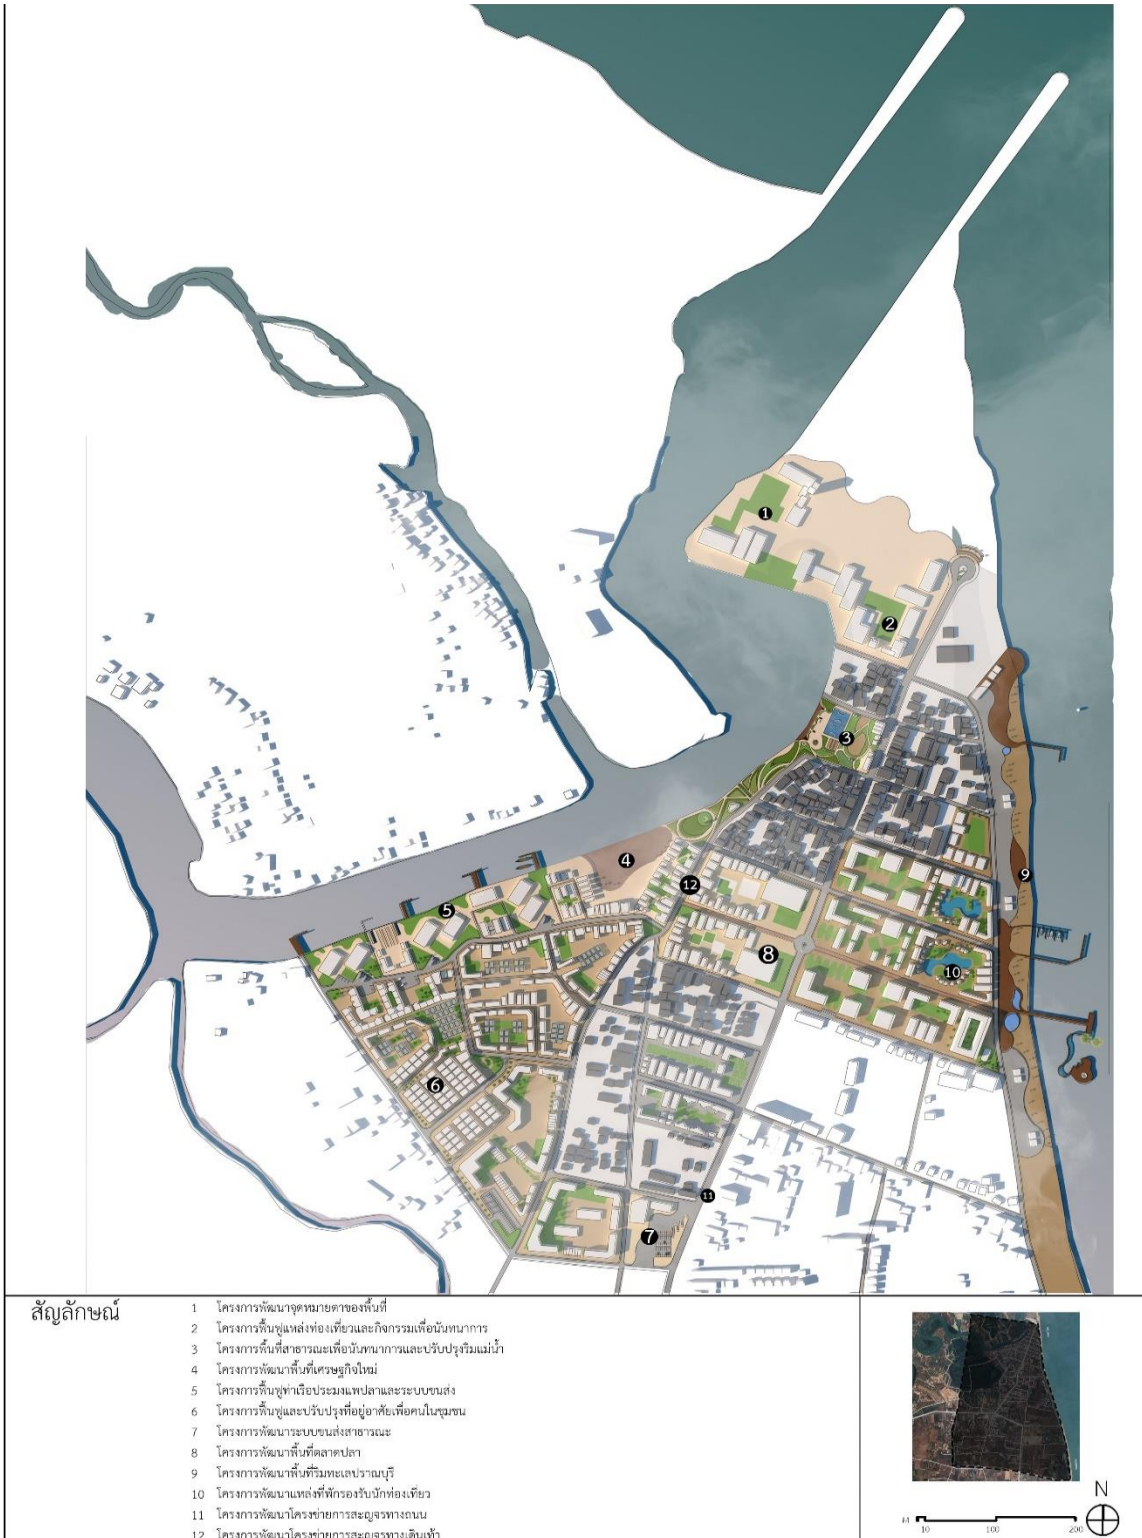 1
2
3
4
12
9
5
8
10
6
11
7
สัญลักษณ์
1 โครงการพัฒนาจุดหมายตาของพื้นที่
2 โครงการฟื้นฟูแหล่งท่องเที่ยวและกิจกรรมเพื่อนันทนาการ
3 โครงการพื้นที่สาธารณะเพื่อนันทนาการและปรับปรุงริมแม่น้ำ
4 โครงการพัฒนาพื้นที่เศรษฐกิจใหม่
5 โครงการฟื้นฟูท่าเรือประมงแพปลาและระบบขนส่ง
6 โครงการฟื้นฟูและปรับปรุงที่อยู่อาศัยเพื่อคนในชุมชน
7 โครงการพัฒนาระบบขนส่งสาธารณะ
8 โครงการพัฒนาพื้นที่ตลาดปลา
9 โครงการพัฒนาพื้นที่ริมทะเลปราณบุรี
10 โครงการพัฒนาแหล่งที่พักรองรับนักท่องเที่ยว
11 โครงการพัฒนาโครงข่ายการสะญจรทางถนน
12 โครงการพัฒนาโครงข่ายการสะญจรทางเดินเท้า
N
10 100 200